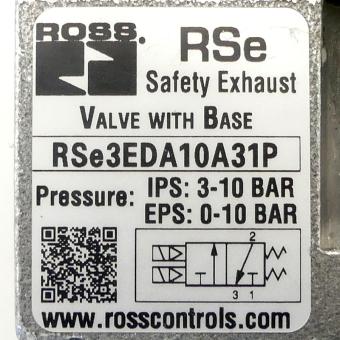 ROSS.
RSe
Safety Exhaust
VALVE WITH BASE
RSe3EDA10A31P
Pressure: IPS: 3-10 BAR
EPS: 0-10 BAR
2
3 1
www.rosscontrols.com